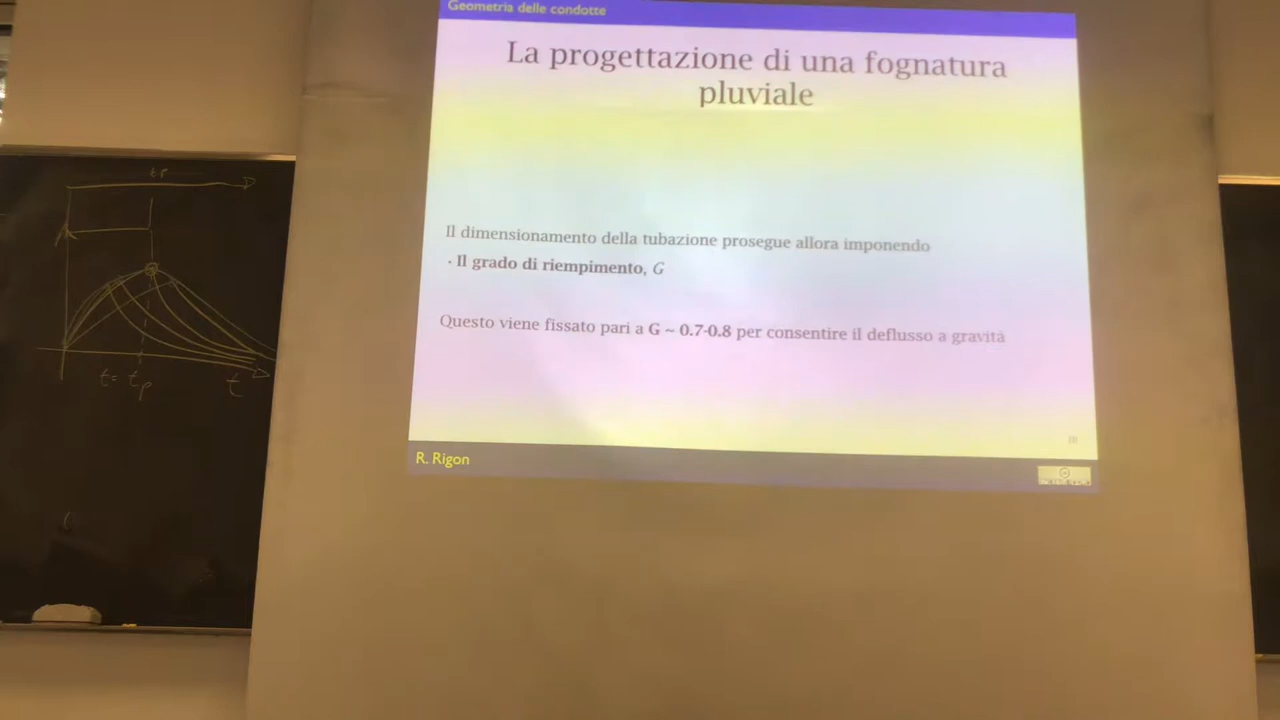 Geometria delle condotte
La progettazione di una fognatura
pluviale
Il dimensionamento della tubazione prosegue allora imponendo
· Il grado di riempimento, G
Questo viene fissato pari a G ~ 0.7-0.8 per consentire il deflusso a gravità
R. Rigon
t = tp
t